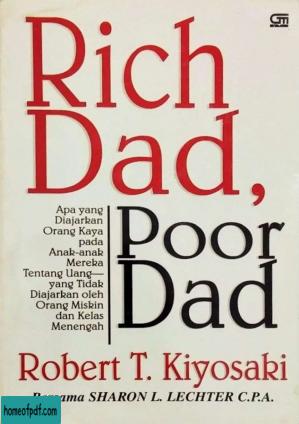 Rich
Dad,
Apa yang
Diajarkan
Orang Kaya
pada
Anak-anak
Mereka
Tentang Uang—
yang Tidak
Diajarkan oleh
Orang Miskin
dan Kelas
Menengah
Poor
Dad
Robert T. Kiyosaki
Bersama SHARON L. LECHTER C.P.A.
homeofpdf.com